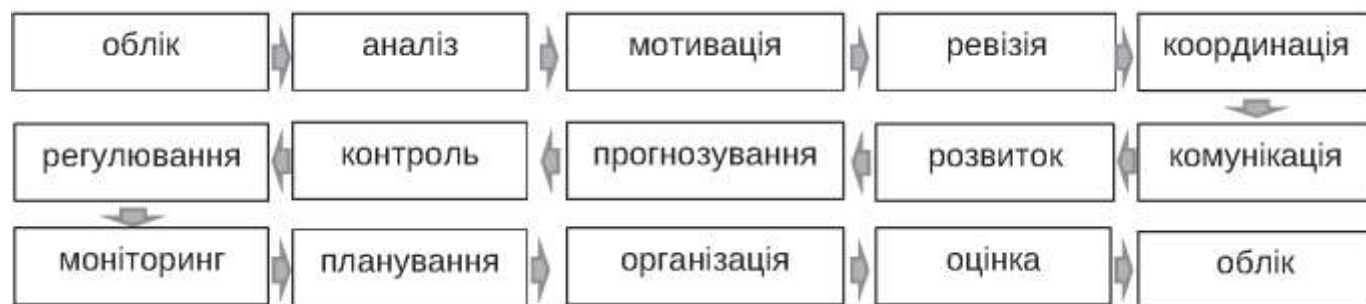 облік аналіз мотивація ревізія координація
регулювання контроль прогнозування розвиток комунікація
моніторинг планування організація оцінка облік